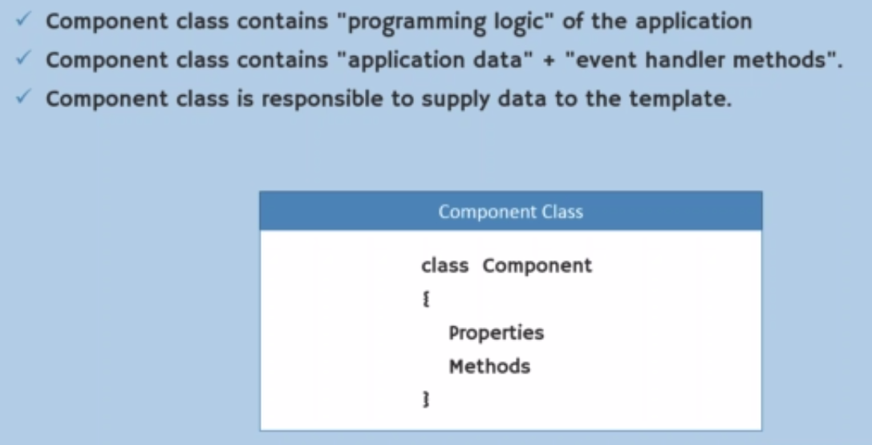 ✓ Component class contains "programming logic" of the application
✓ Component class contains "application data" + "event handler methods".
✓ Component class is responsible to supply data to the template.
Component Class
class Component
{
Properties
Methods
}